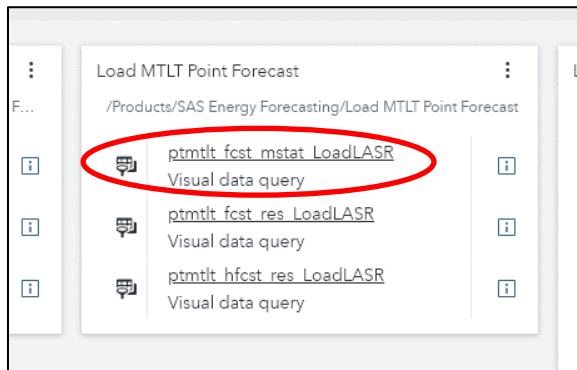 Load MTLT Point Forecast
F...
/Products/SAS Energy Forecasting/Load MTLT Point Forecast
ptmtlt_fcst_mstat_LoadLASR
Visual data query
ptmtlt_fcst_res_LoadLASR
Visual data query
ptmtlt_hfcst_res_LoadLASR
Visual data query